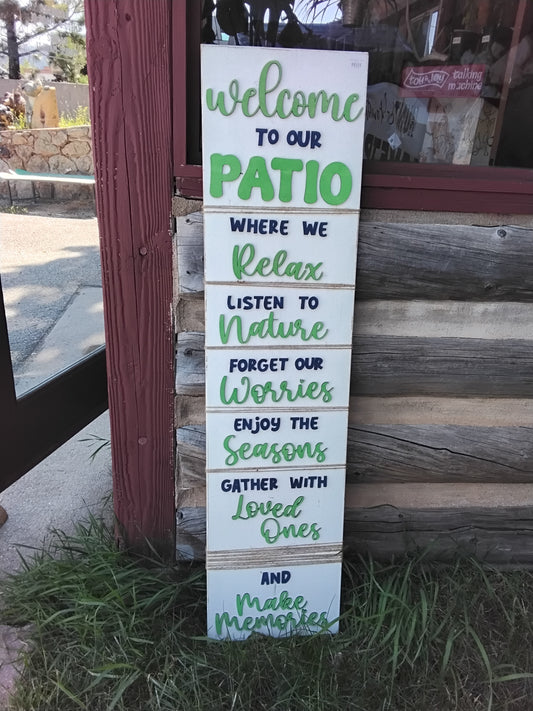 welcome
TO OUR
PATIO
WHERE WE
Relax
LISTEN TO
Nature
FORGET OUR
Worries
ENJOY THE
Seasons
GATHER WITH
Loved
Ones
AND
Make
Memories
talking
machine